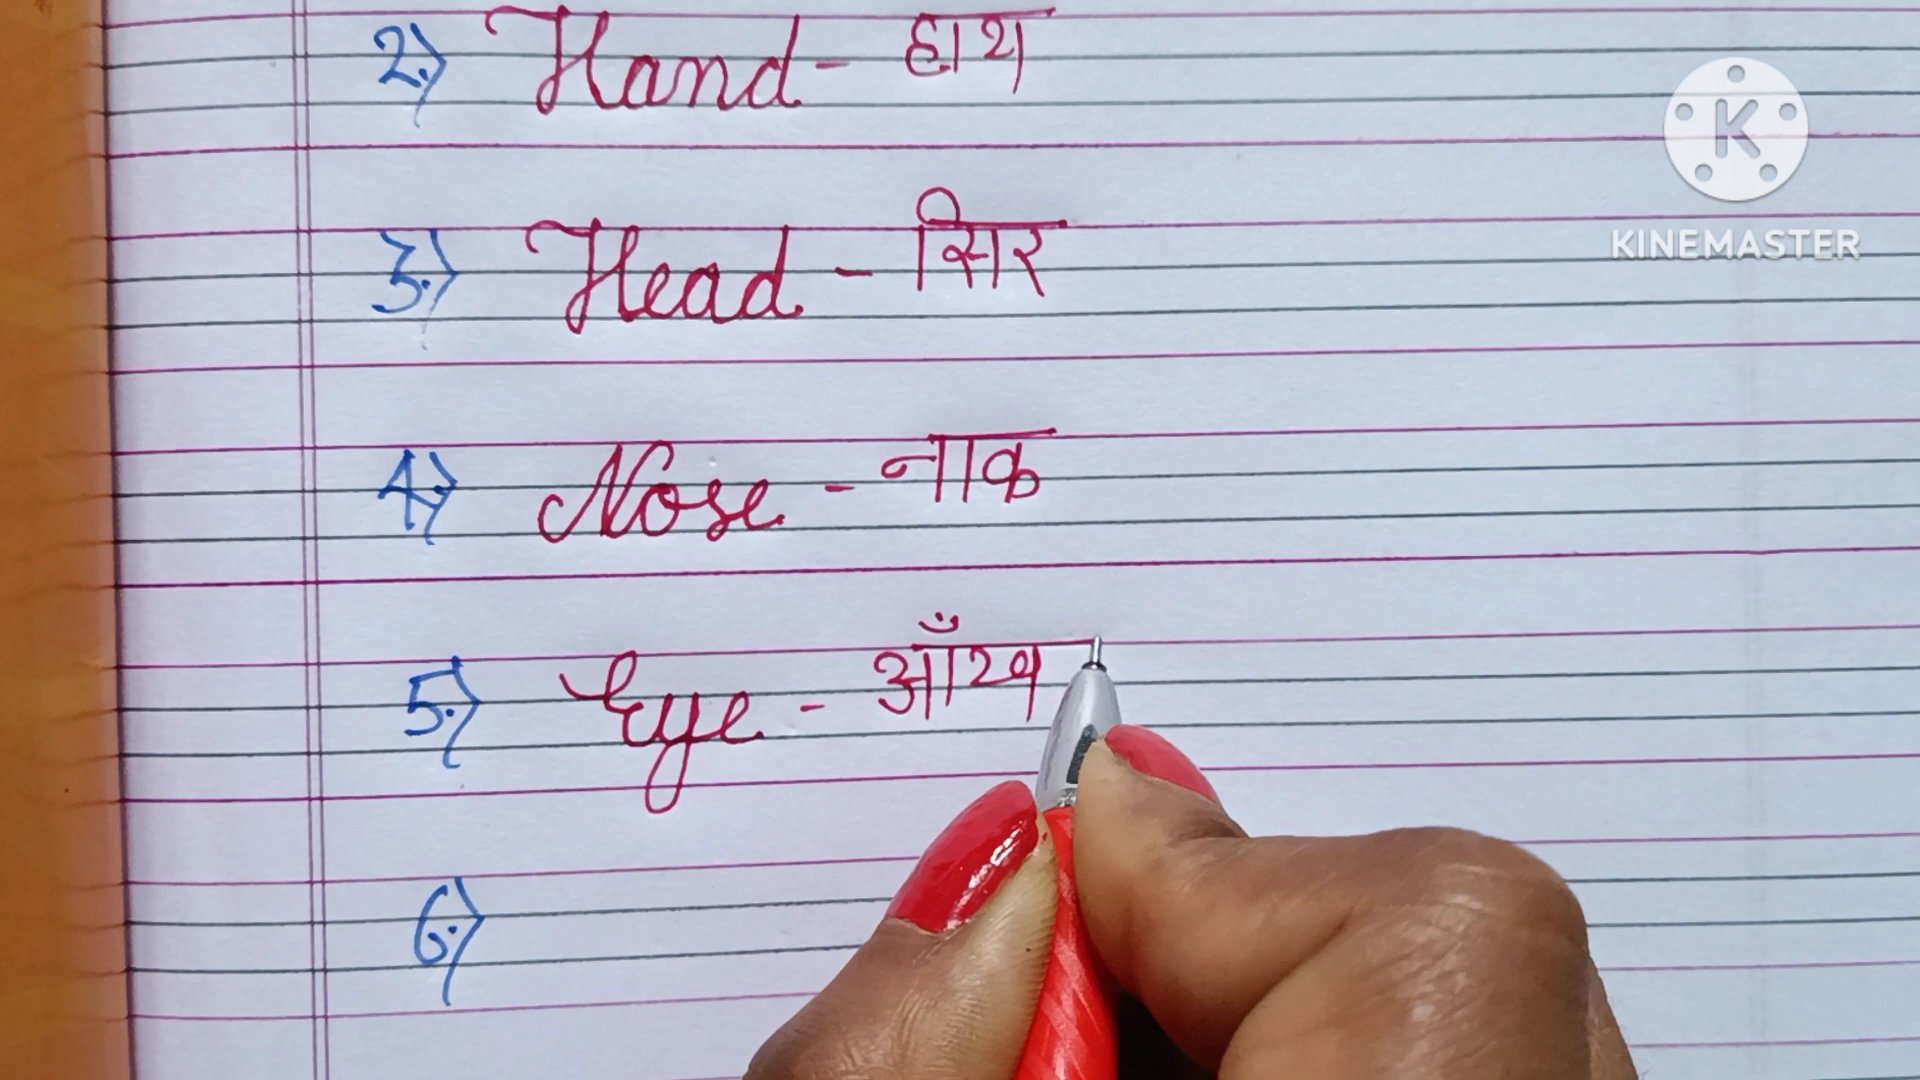 2.) Hand - हाथ
K
KINEMASTER
3.) Head - सिर
4.) Nose - नाक
5.) Eye - आँख
6.)